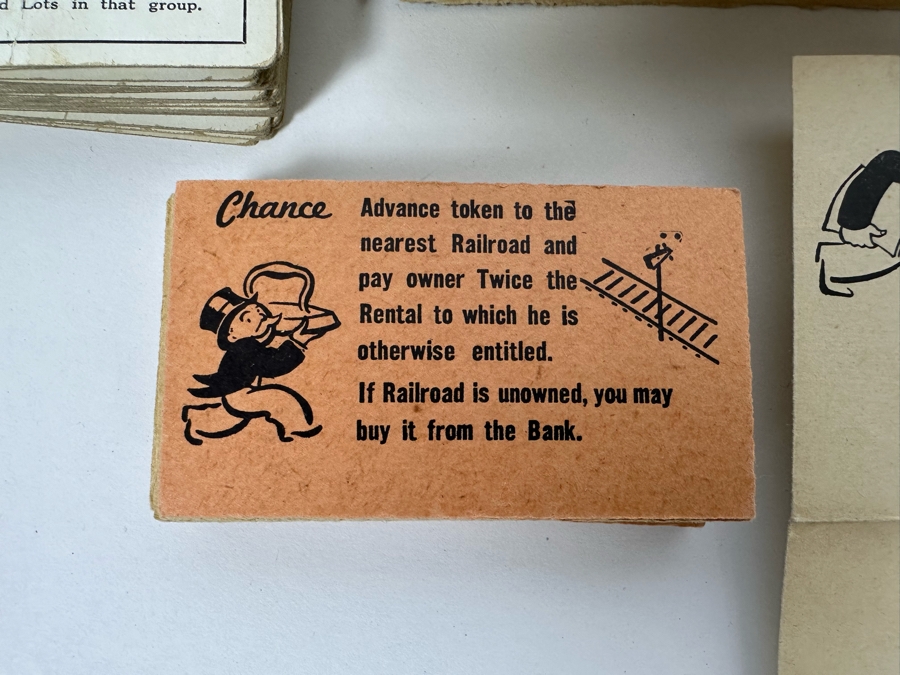 d Lots in that group.
Chance
Advance token to the
nearest Railroad and
pay owner Twice the
Rental to which he is
otherwise entitled.
If Railroad is unowned, you may
buy it from the Bank.